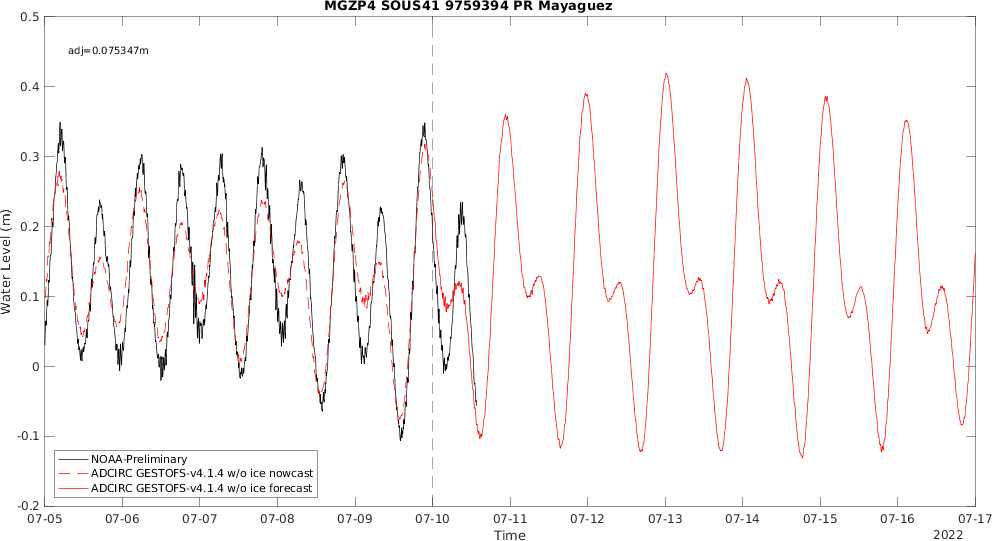 MGZP4 SOUS41 9759394 PR Mayaguez
adj=0.075347m
Water Level (m)
0.5
0.4
0.3
0.2
0.1
0
-0.1
-0.2
NOAA-Preliminary
ADCIRC GESTOFS-v4.1.4 w/o ice nowcast
ADCIRC GESTOFS-v4.1.4 w/o ice forecast
07-05 07-06 07-07 07-08 07-09 07-10 07-11 07-12 07-13 07-14 07-15 07-16 07-17
Time
2022